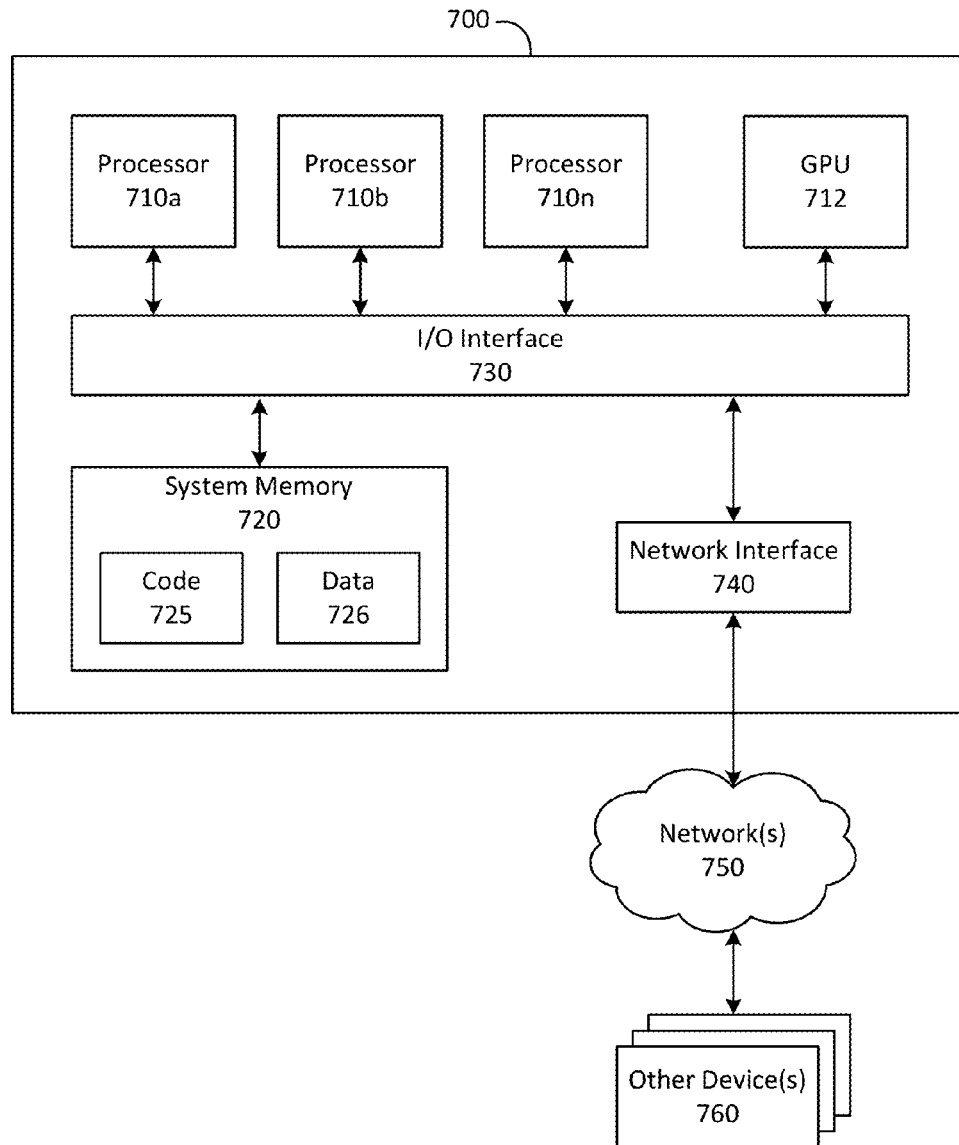 700
Processor
710a
Processor
710b
Processor
710n
GPU
712
I/O Interface
730
System Memory
720
Code
725
Data
726
Network Interface
740
Network(s)
750
Other Device(s)
760